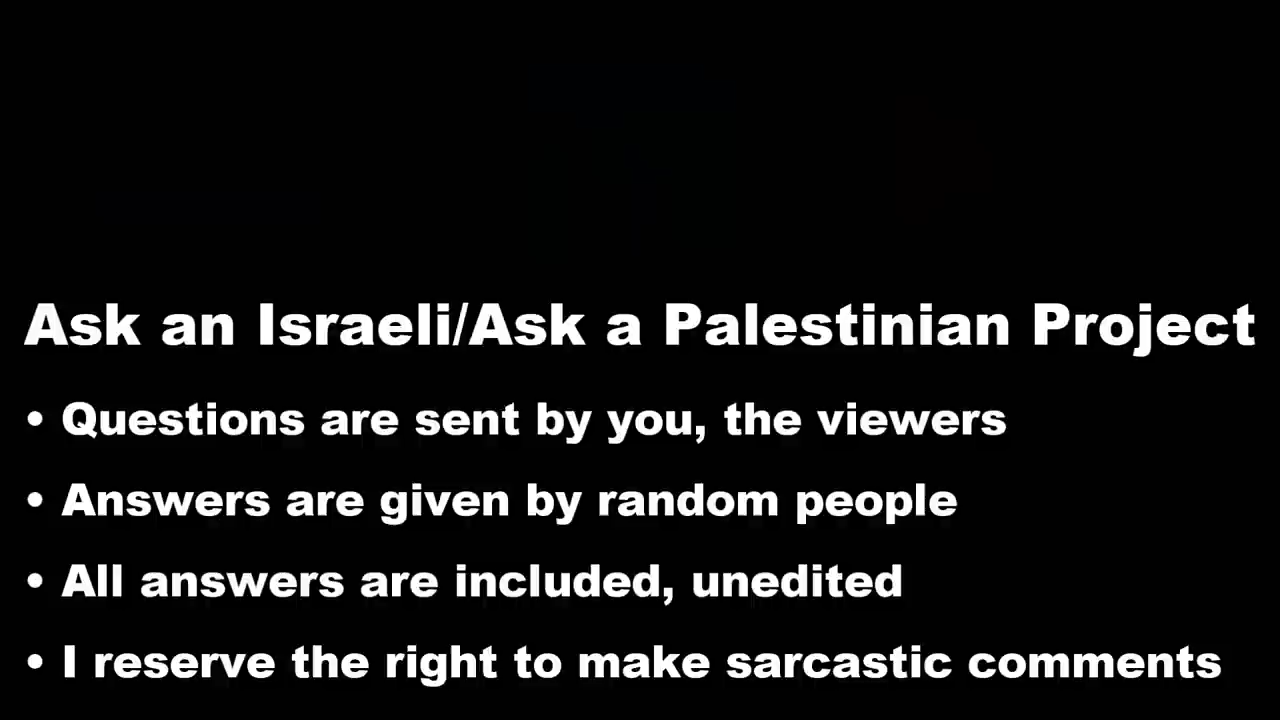 Ask an Israeli/Ask a Palestinian Project
• Questions are sent by you, the viewers
• Answers are given by random people
• All answers are included, unedited
• I reserve the right to make sarcastic comments